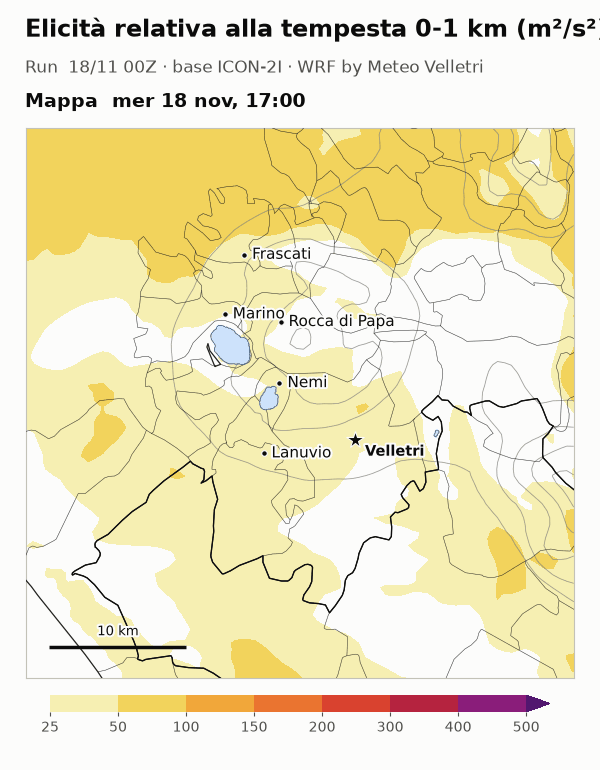 Elicità relativa alla tempesta 0-1 km (m²/s²)
Run  18/11 00Z · base ICON-2I · WRF by Meteo Velletri
Mappa  mer 18 nov, 17:00
Frascati
Marino
Rocca di Papa
Nemi
Velletri
Lanuvio
10 km
25 50 100 150 200 300 400 500